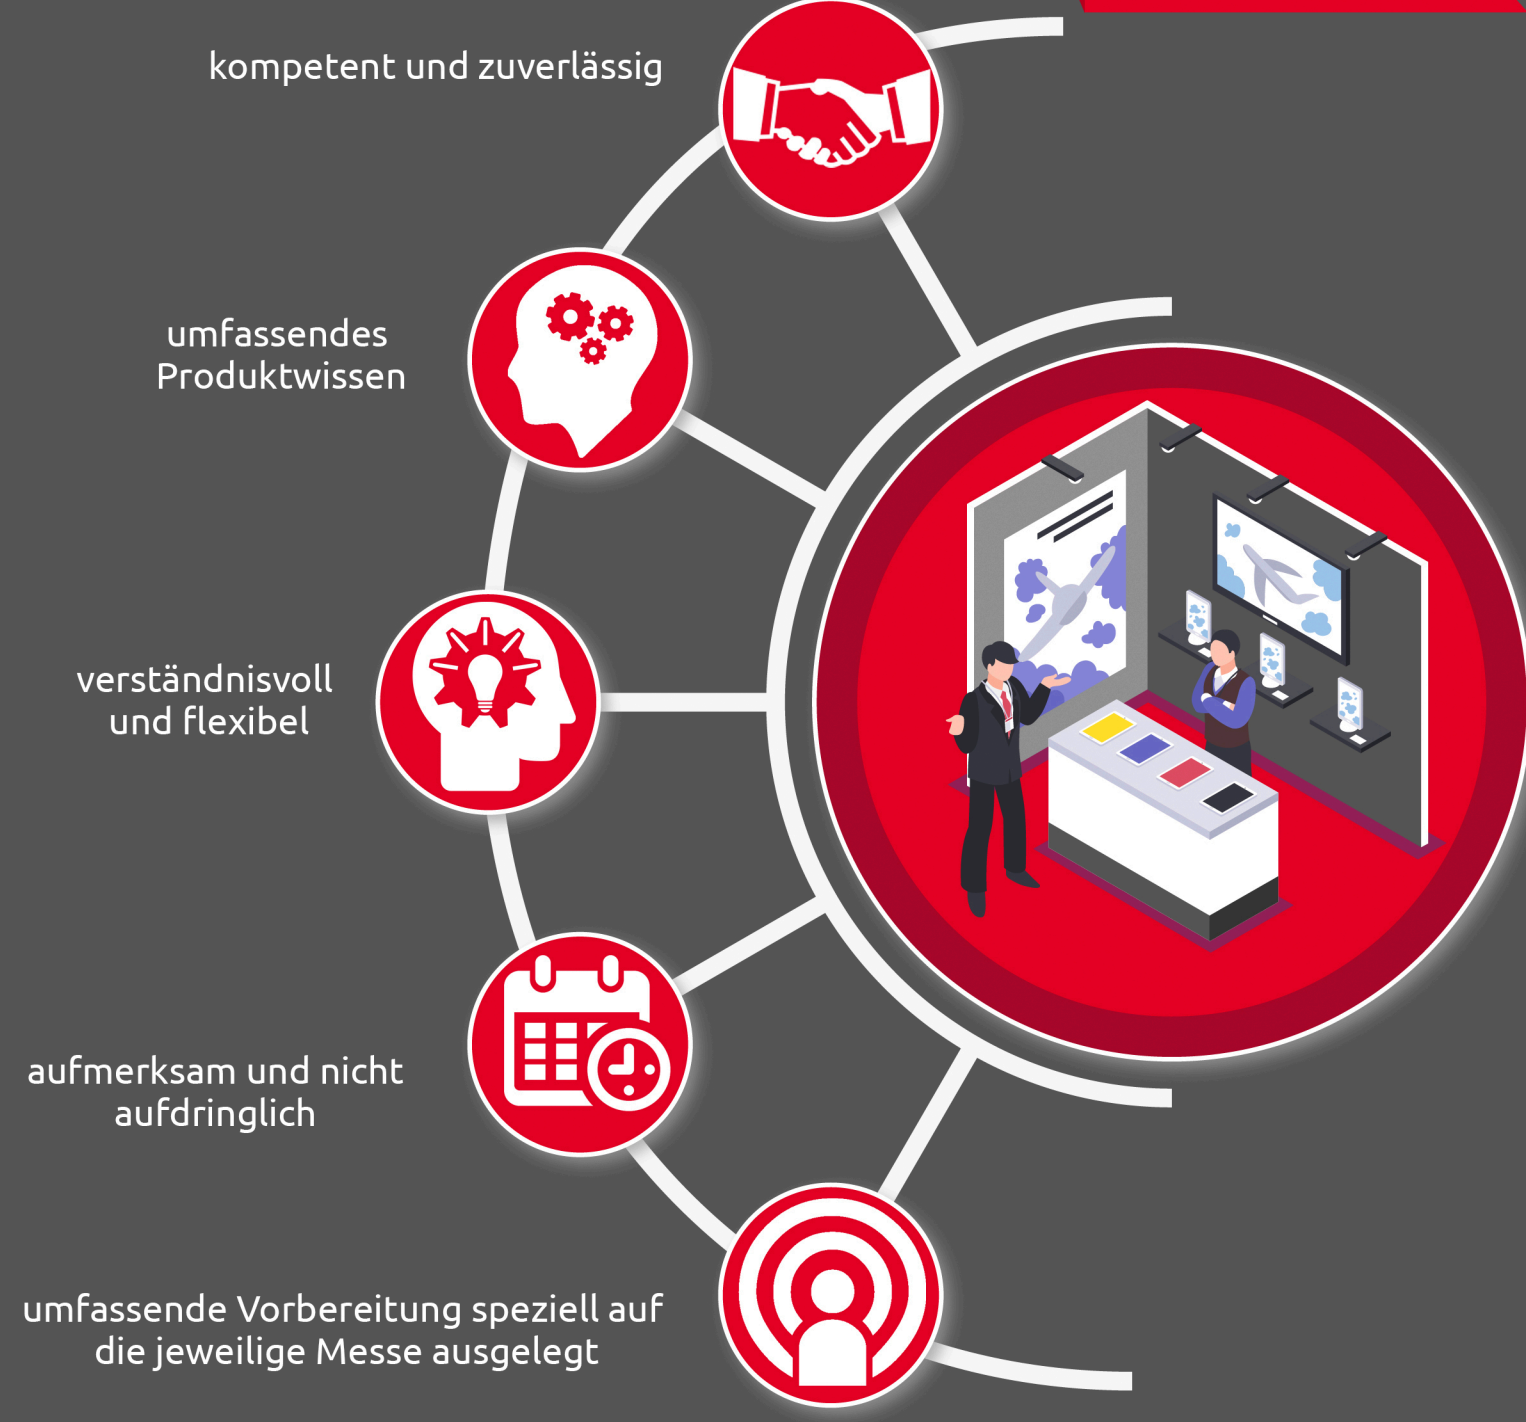 kompetent und zuverlässig
umfassendes
Produktwissen
verständnisvoll
und flexibel
aufmerksam und nicht
aufdringlich
umfassende Vorbereitung speziell auf
die jeweilige Messe ausgelegt